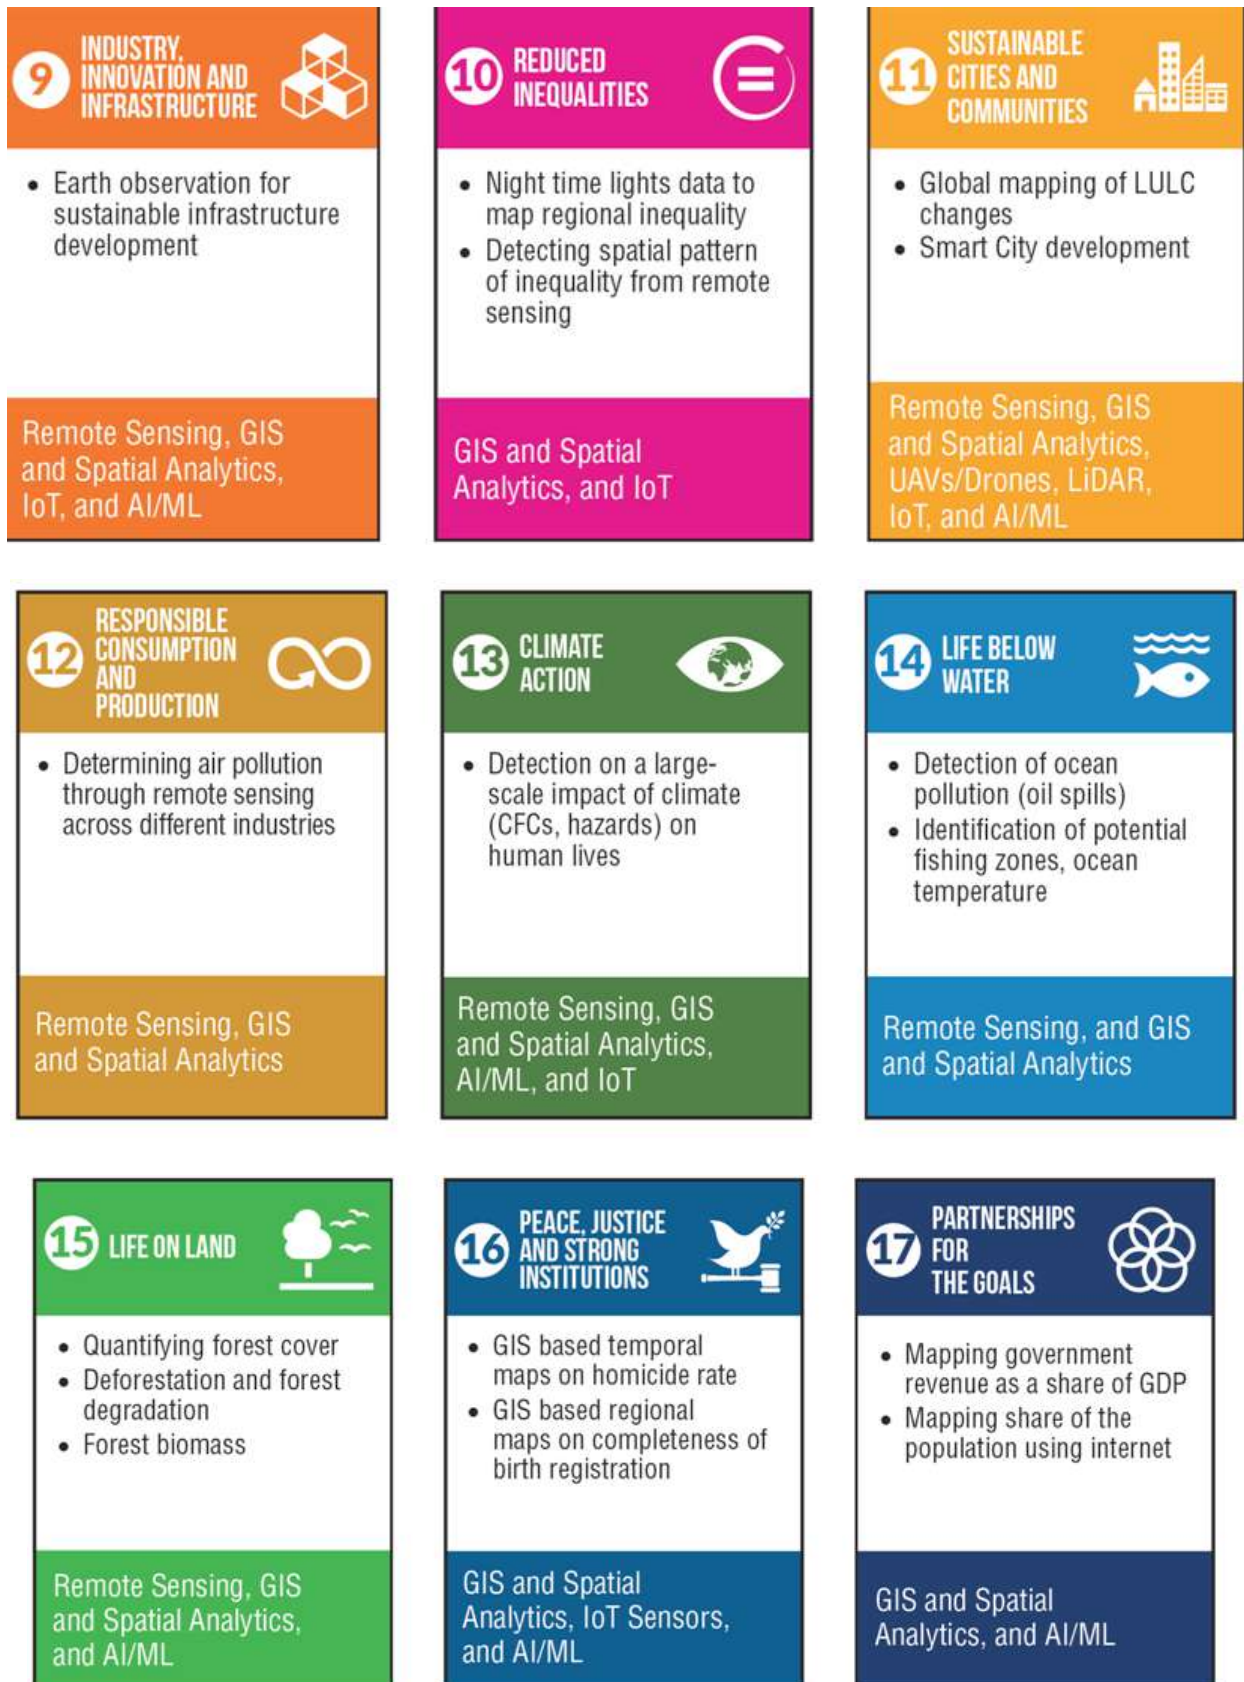 9
INDUSTRY,
INNOVATION AND
INFRASTRUCTURE
• Earth observation for
sustainable infrastructure
development
Remote Sensing, GIS
and Spatial Analytics,
IoT, and AI/ML
10
REDUCED
INEQUALITIES
• Night time lights data to
map regional inequality
• Detecting spatial pattern
of inequality from remote
sensing
GIS and Spatial
Analytics, and IoT
11
SUSTAINABLE
CITIES AND
COMMUNITIES
• Global mapping of LULC
changes
• Smart City development
Remote Sensing, GIS
and Spatial Analytics,
UAVs/Drones, LiDAR,
IoT, and AI/ML
12
RESPONSIBLE
CONSUMPTION
AND
PRODUCTION
• Determining air pollution
through remote sensing
across different industries
Remote Sensing, GIS
and Spatial Analytics
13
CLIMATE
ACTION
• Detection on a large-
scale impact of climate
(CFCs, hazards) on
human lives
Remote Sensing, GIS
and Spatial Analytics,
AI/ML, and IoT
14
LIFE BELOW
WATER
• Detection of ocean
pollution (oil spills)
• Identification of potential
fishing zones, ocean
temperature
Remote Sensing, and GIS
and Spatial Analytics
15
LIFE ON LAND
• Quantifying forest cover
• Deforestation and forest
degradation
• Forest biomass
Remote Sensing, GIS
and Spatial Analytics,
and AI/ML
16
PEACE, JUSTICE
AND STRONG
INSTITUTIONS
• GIS based temporal
maps on homicide rate
• GIS based regional
maps on completeness of
birth registration
GIS and Spatial
Analytics, IoT Sensors,
and AI/ML
17
PARTNERSHIPS
FOR
THE GOALS
• Mapping government
revenue as a share of GDP
• Mapping share of the
population using internet
GIS and Spatial
Analytics, and AI/ML